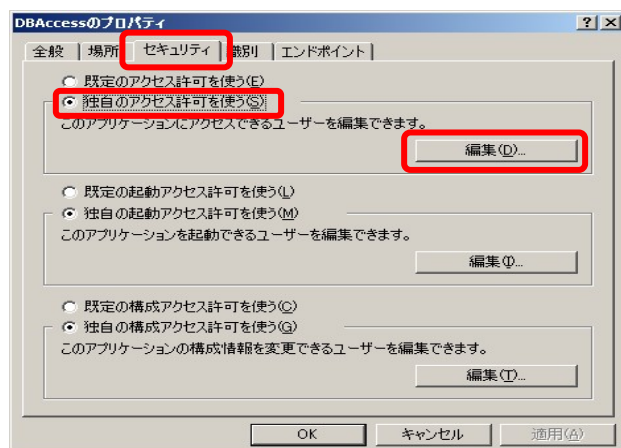 DBAccessのプロパティ
全般 場所 セキュリティ 識別 エンドポイント
既定のアクセス許可を使う(E)
独自のアクセス許可を使う(S)
このアプリケーションにアクセスできるユーザーを編集できます。
編集(D)...
既定の起動アクセス許可を使う(L)
独自の起動アクセス許可を使う(M)
このアプリケーションを起動できるユーザーを編集できます。
編集(I)...
既定の構成アクセス許可を使う(C)
独自の構成アクセス許可を使う(G)
このアプリケーションの構成情報を変更できるユーザーを編集できます。
編集(T)...
OK キャンセル 適用(A)